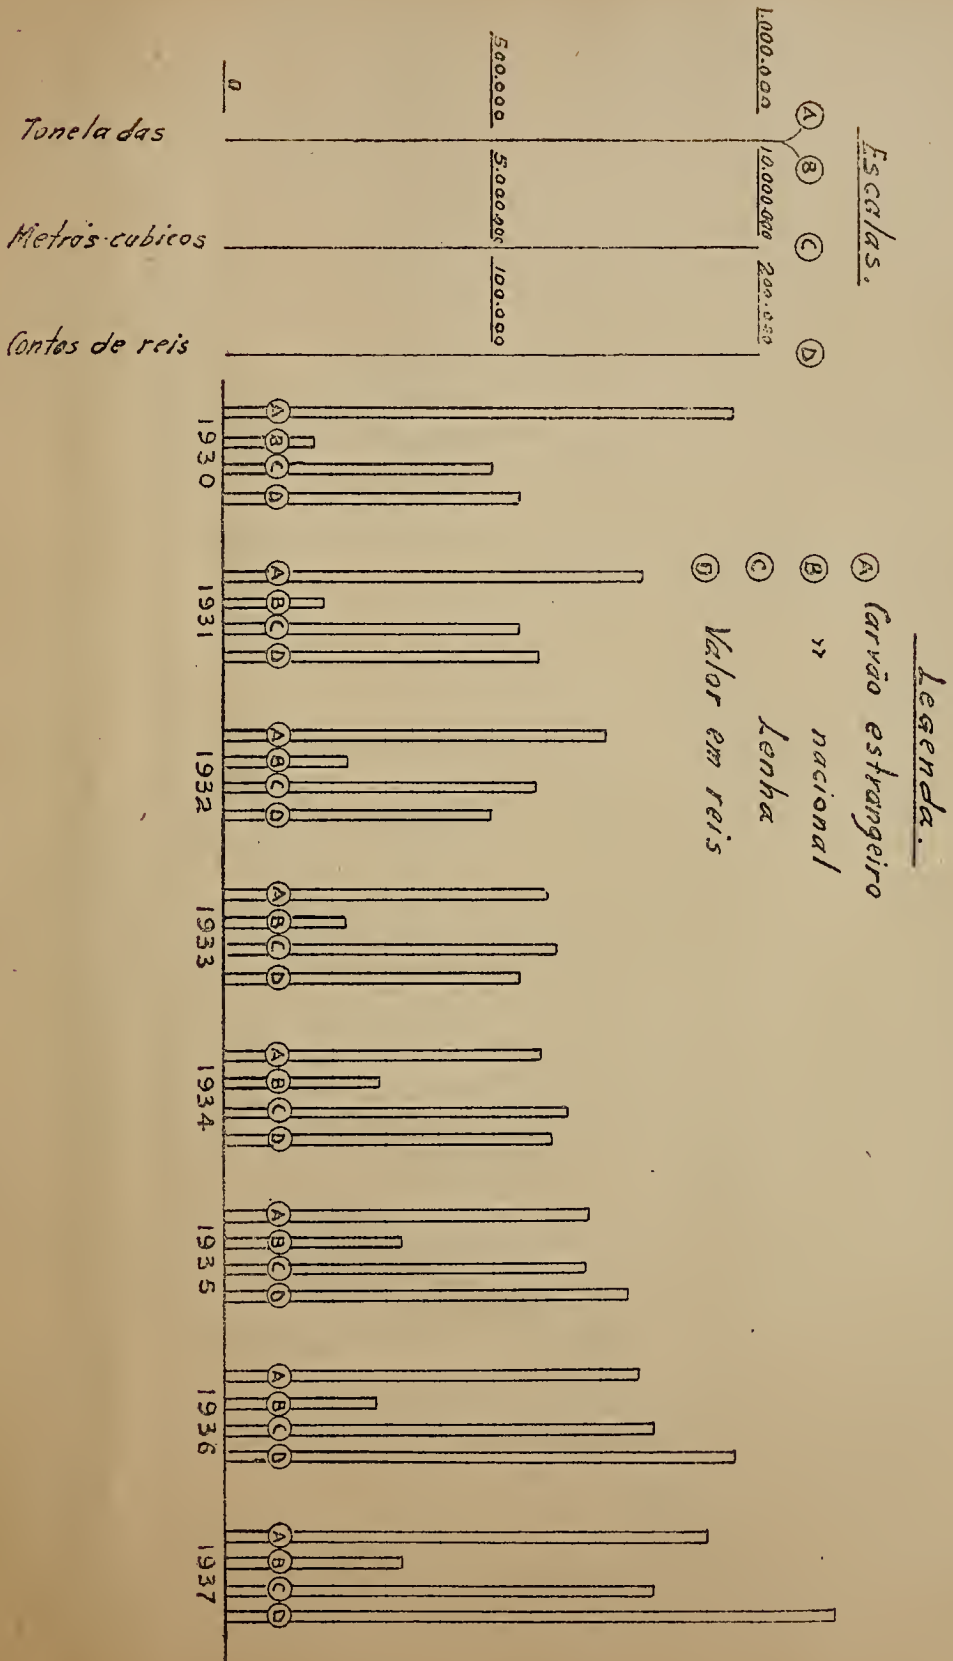 Escalas.
Ⓐ Ⓑ Ⓒ Ⓓ
1.000.000 10.000.000 200.000
500.000 5.000.000 100.000
0
Toneladas
Metros-cubicos
Contos de reis
Legenda.
Ⓐ Carvão estrangeiro
Ⓑ " nacional
Ⓒ Lenha
Ⓓ Valor em reis
Ⓐ Ⓑ Ⓒ Ⓓ
1930
Ⓐ Ⓑ Ⓒ Ⓓ
1931
Ⓐ Ⓑ Ⓒ Ⓓ
1932
Ⓐ Ⓑ Ⓒ Ⓓ
1933
Ⓐ Ⓑ Ⓒ Ⓓ
1934
Ⓐ Ⓑ Ⓒ Ⓓ
1935
Ⓐ Ⓑ Ⓒ Ⓓ
1936
Ⓐ Ⓑ Ⓒ Ⓓ
1937